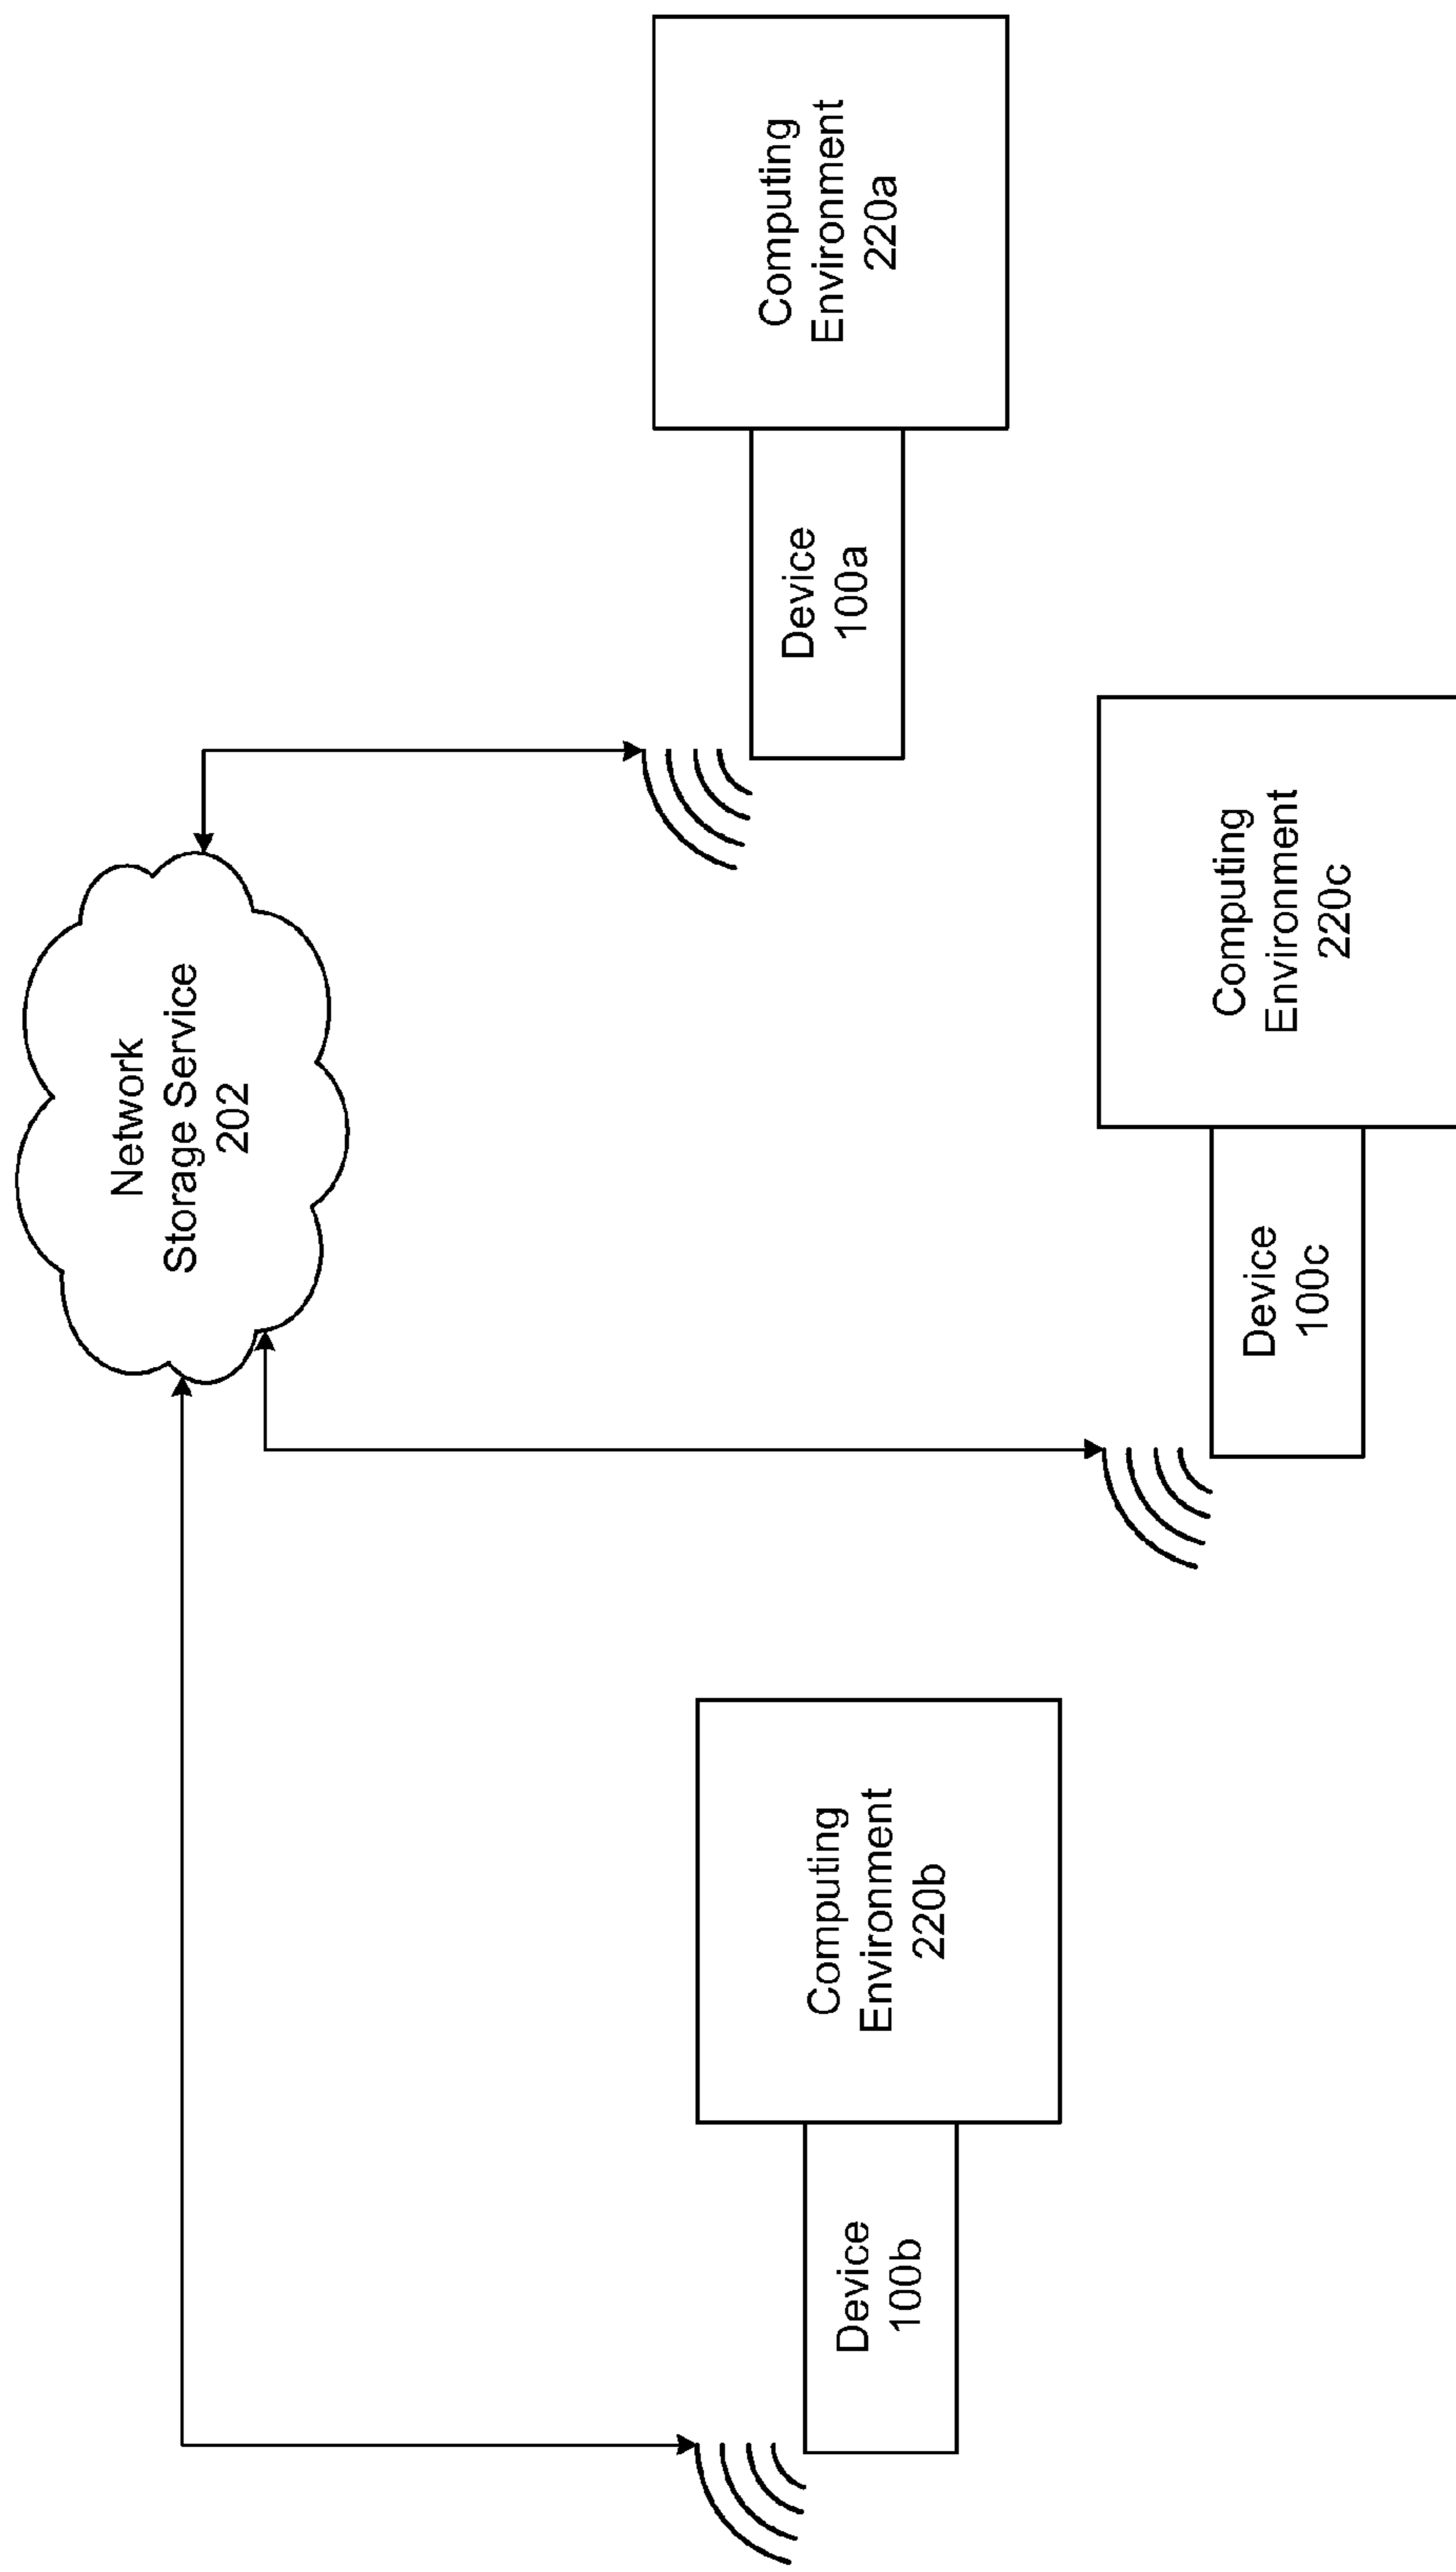 Network
Storage Service
202
Device
100b
Computing
Environment
220b
Device
100c
Computing
Environment
220c
Device
100a
Computing
Environment
220a